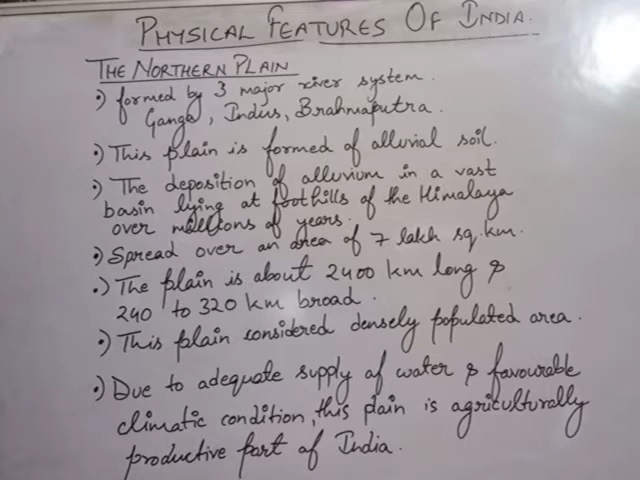 PHYSICAL FEATURES OF INDIA.
THE NORTHERN PLAIN
•) formed by 3 major river system.
Ganga, Indus, Brahmaputra.
•) This plain is formed of alluvial soil.
•) The deposition of alluvium in a vast
basin lying at foothills of the Himalaya
over millions of years.
•) Spread over an area of 7 lakh sq. km.
•) The plain is about 2400 km long &
240 to 320 km broad.
•) This plain considered densely populated area.
•) Due to adequate supply of water & favourable
climatic condition, this plain is agriculturally
productive part of India.